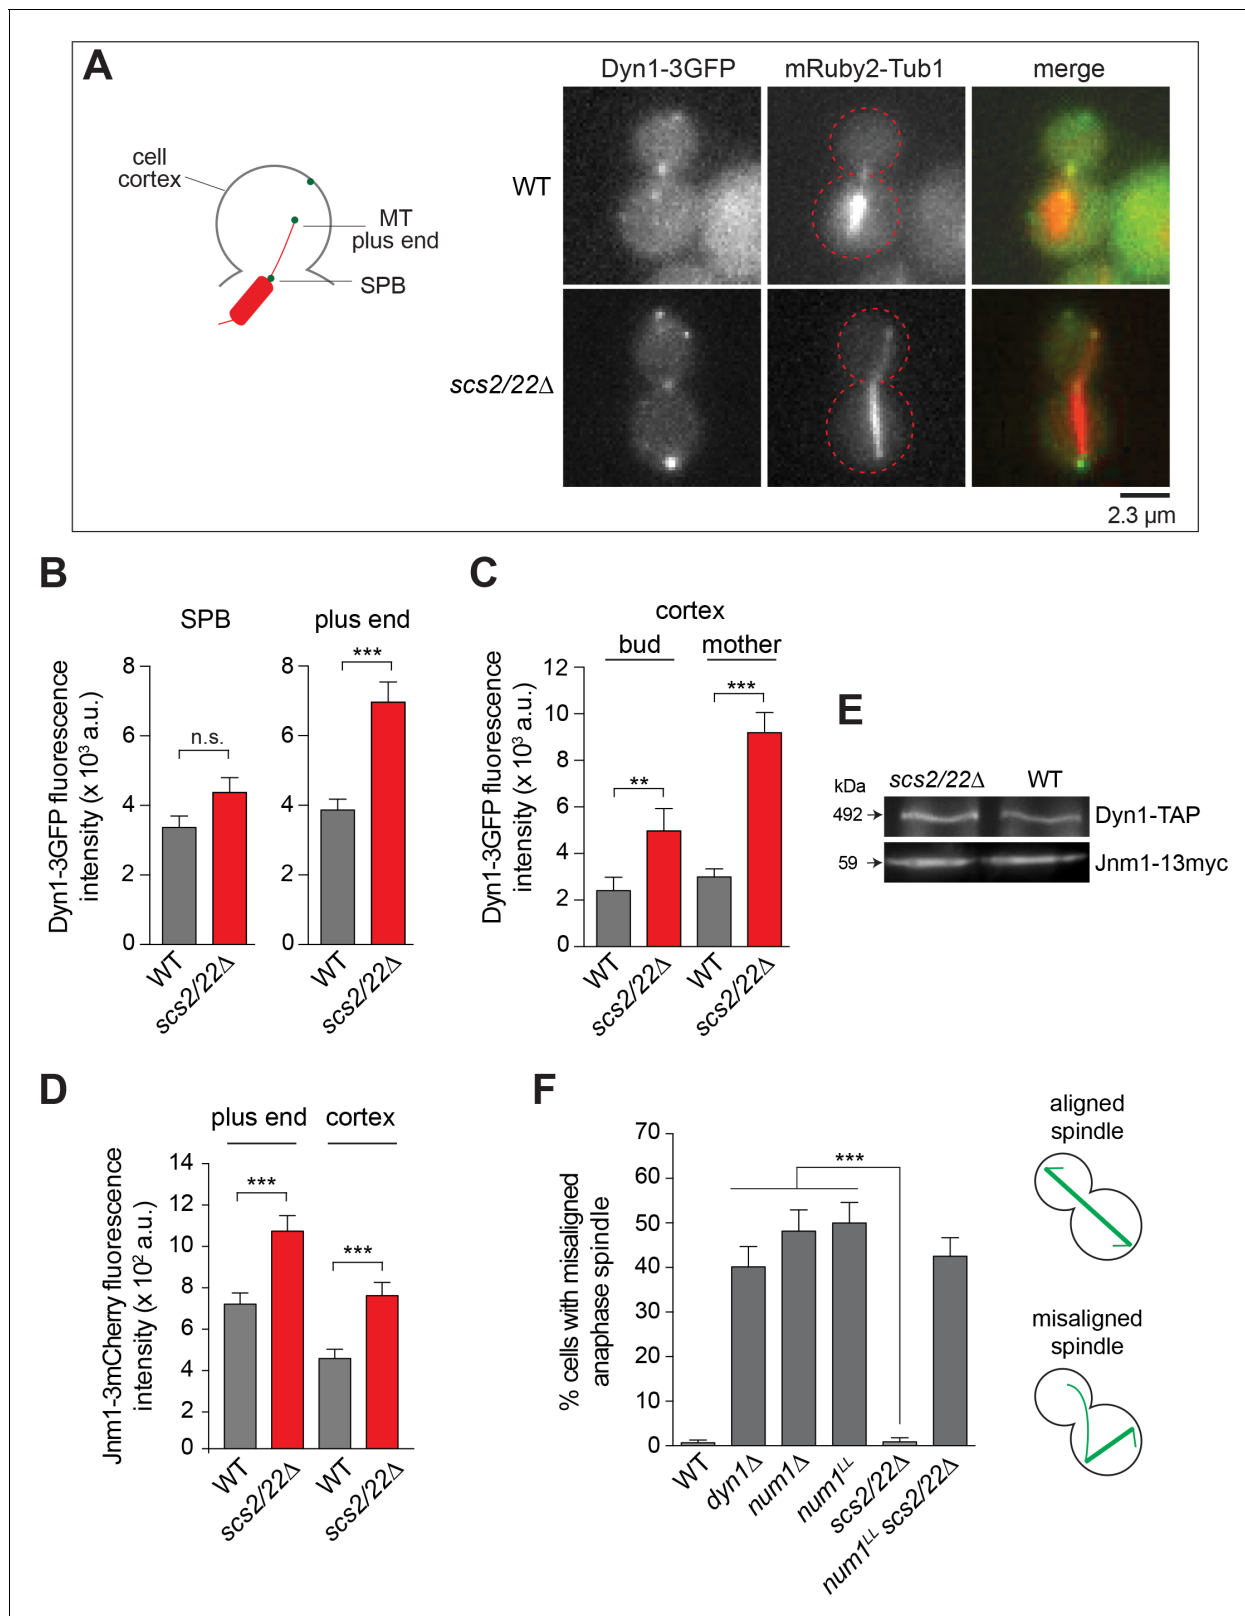 A
Dyn1-3GFP
mRuby2-Tub1
merge
cell
cortex
MT
plus end
SPB
WT
scs2/22Δ
2.3 µm
B
SPB
plus end
Dyn1-3GFP fluorescence
intensity (x 10³ a.u.)
8
6
4
2
0
n.s.
WT
scs2/22Δ
8
6
4
2
0
***
WT
scs2/22Δ
C
cortex
bud
mother
Dyn1-3GFP fluorescence
intensity (x 10³ a.u.)
12
10
8
6
4
2
0
**
***
WT
scs2/22Δ
WT
scs2/22Δ
E
kDa
scs2/22Δ
WT
492
Dyn1-TAP
59
Jnm1-13myc
D
plus end
cortex
Jnm1-3mCherry fluorescence
intensity (x 10² a.u.)
14
12
10
8
6
4
2
0
***
***
WT
scs2/22Δ
WT
scs2/22Δ
F
% cells with misaligned
anaphase spindle
70
60
50
40
30
20
10
0
***
WT
dyn1Δ
num1Δ
num1ᴸᴸ
scs2/22Δ
num1ᴸᴸ scs2/22Δ
aligned
spindle
misaligned
spindle